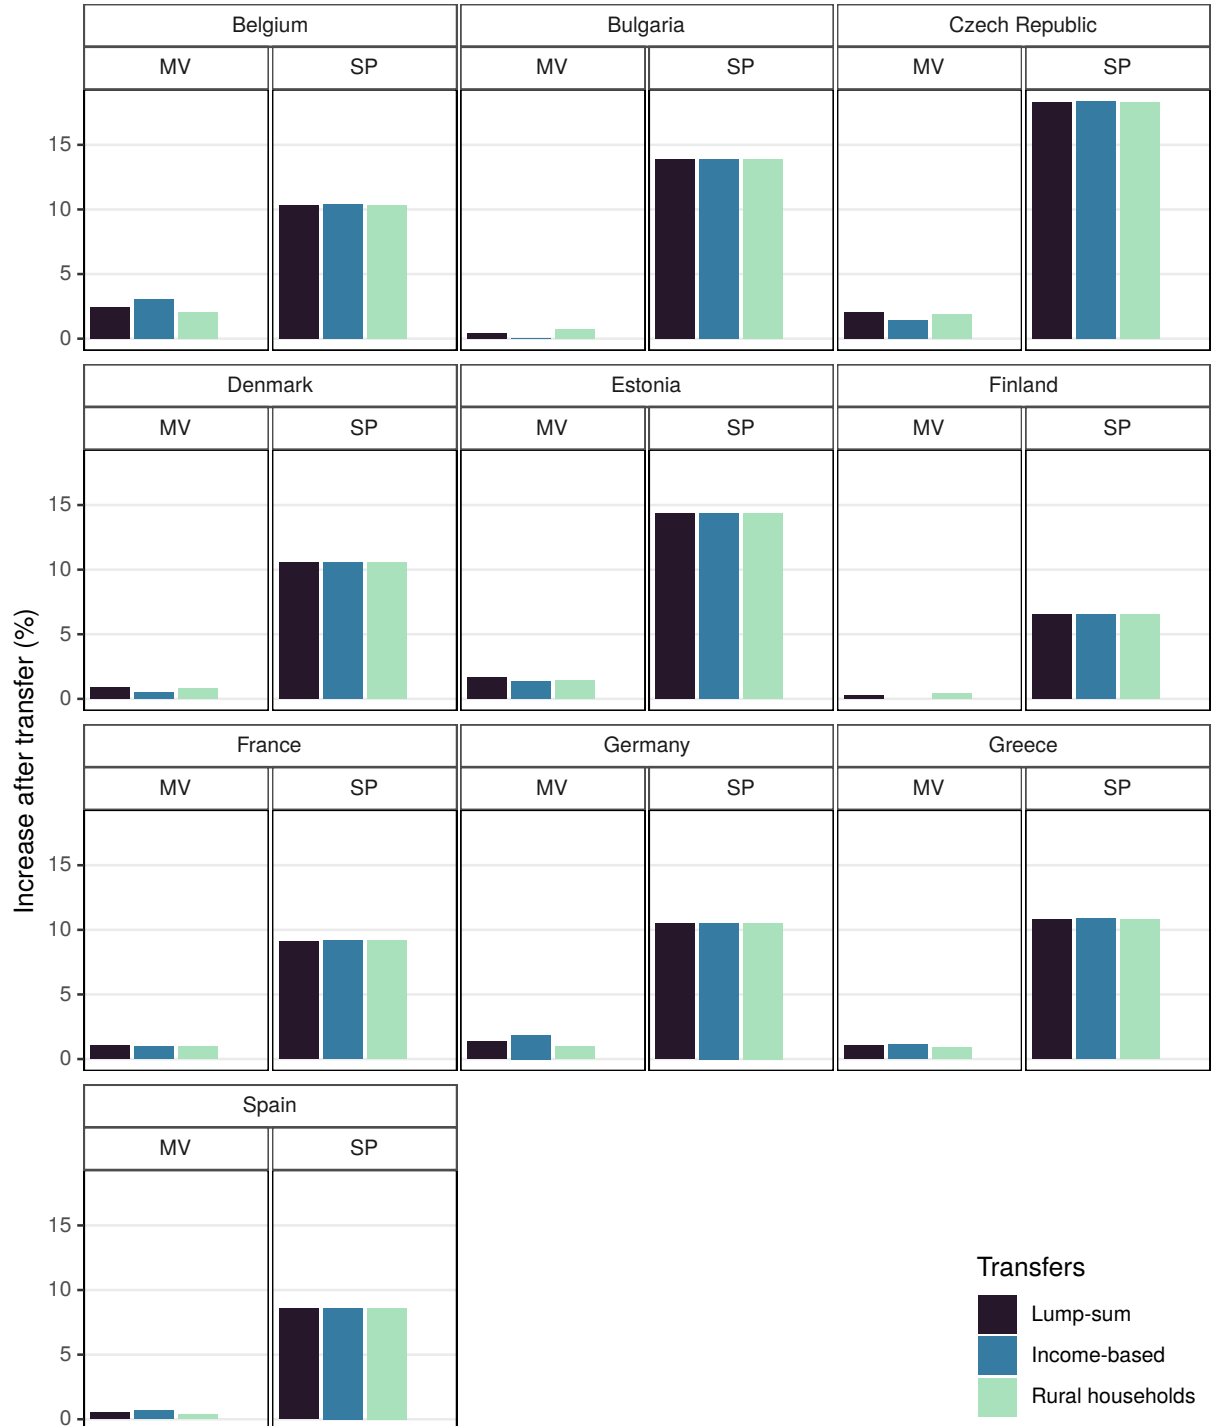 Belgium
Bulgaria
Czech Republic
MV
SP
MV
SP
MV
SP
15
10
5
0
Denmark
Estonia
Finland
MV
SP
MV
SP
MV
SP
15
10
5
0
Increase after transfer (%)
France
Germany
Greece
MV
SP
MV
SP
MV
SP
15
10
5
0
Spain
MV
SP
15
10
5
0
Transfers
Lump-sum
Income-based
Rural households